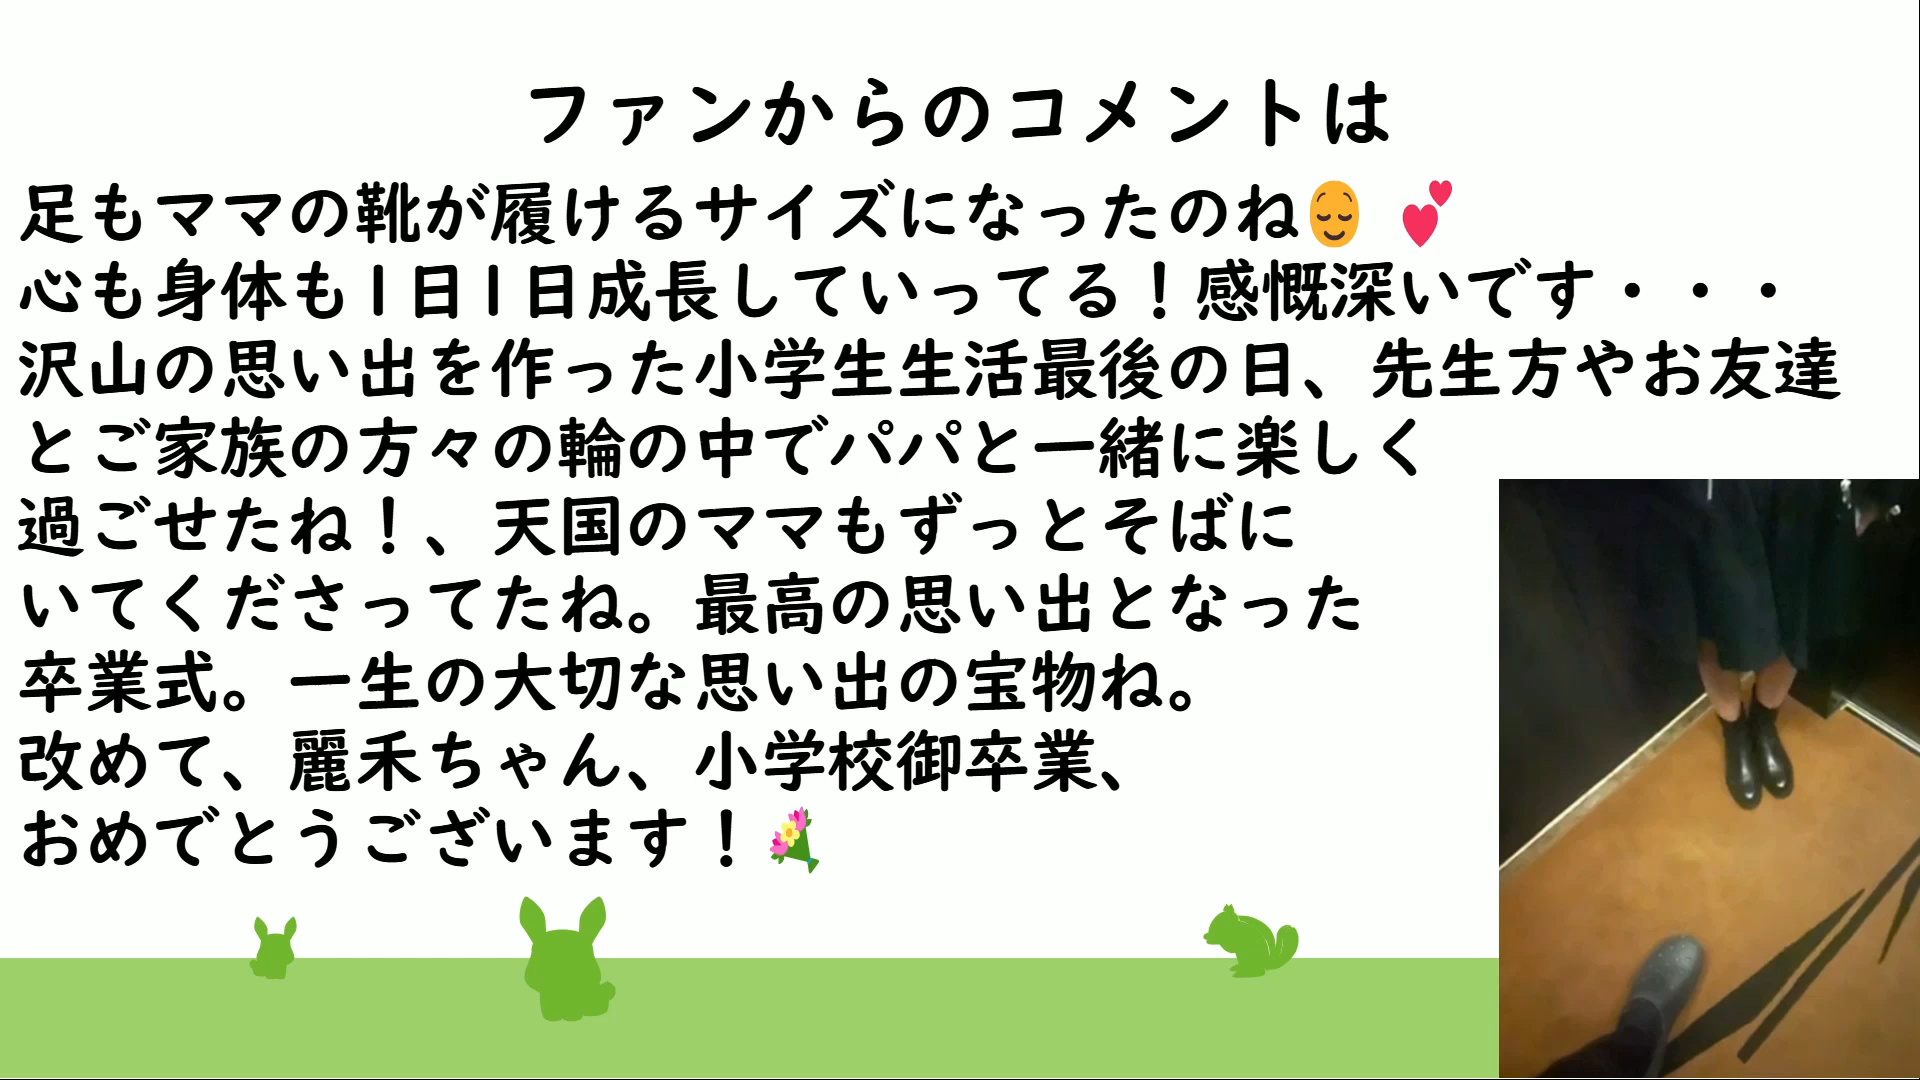 ファンからのコメントは
足もママの靴が履けるサイズになったのね😌 💕
心も身体も1日1日成長していってる！感慨深いです・・・
沢山の思い出を作った小学生生活最後の日、先生方やお友達
とご家族の方々の輪の中でパパと一緒に楽しく
過ごせたね！、天国のママもずっとそばに
いてくださってたね。最高の思い出となった
卒業式。一生の大切な思い出の宝物ね。
改めて、麗禾ちゃん、小学校御卒業、
おめでとうございます！💐